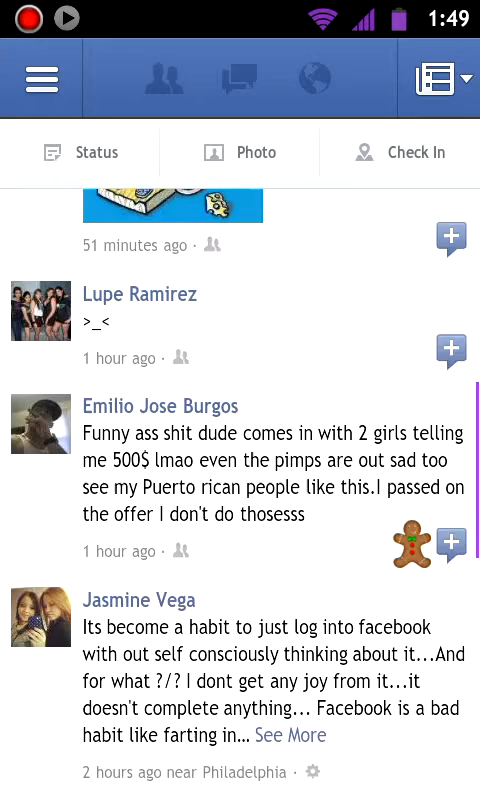 1:49
Status
Photo
Check In
51 minutes ago ·
Lupe Ramirez
>_<
1 hour ago ·
Emilio Jose Burgos
Funny ass shit dude comes in with 2 girls telling
me 500$ lmao even the pimps are out sad too
see my Puerto rican people like this.I passed on
the offer I don't do thosesss
1 hour ago ·
Jasmine Vega
Its become a habit to just log into facebook
with out self consciously thinking about it...And
for what ?/? I dont get any joy from it...it
doesn't complete anything... Facebook is a bad
habit like farting in... See More
2 hours ago near Philadelphia ·